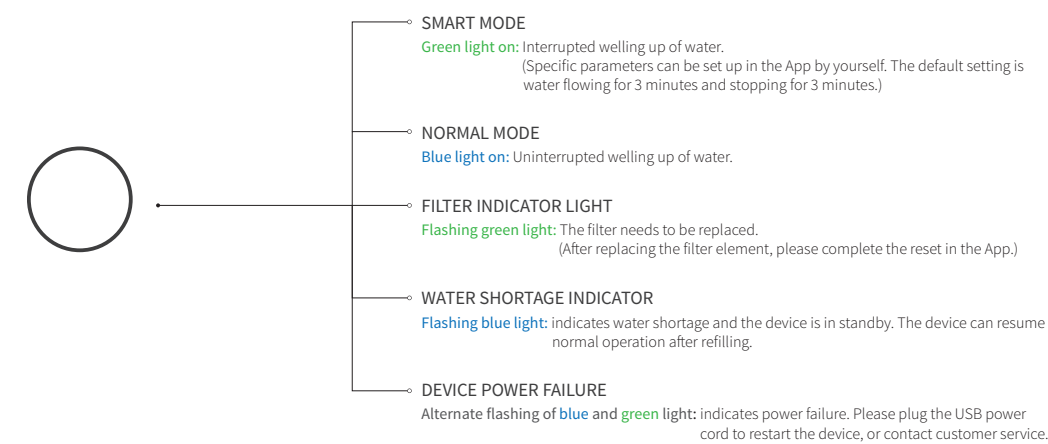 SMART MODE
Green light on: Interrupted welling up of water.
(Specific parameters can be set up in the App by yourself. The default setting is
water flowing for 3 minutes and stopping for 3 minutes.)
NORMAL MODE
Blue light on: Uninterrupted welling up of water.
FILTER INDICATOR LIGHT
Flashing green light: The filter needs to be replaced.
(After replacing the filter element, please complete the reset in the App.)
WATER SHORTAGE INDICATOR
Flashing blue light: indicates water shortage and the device is in standby. The device can resume
normal operation after refilling.
DEVICE POWER FAILURE
Alternate flashing of blue and green light: indicates power failure. Please plug the USB power
cord to restart the device, or contact customer service.